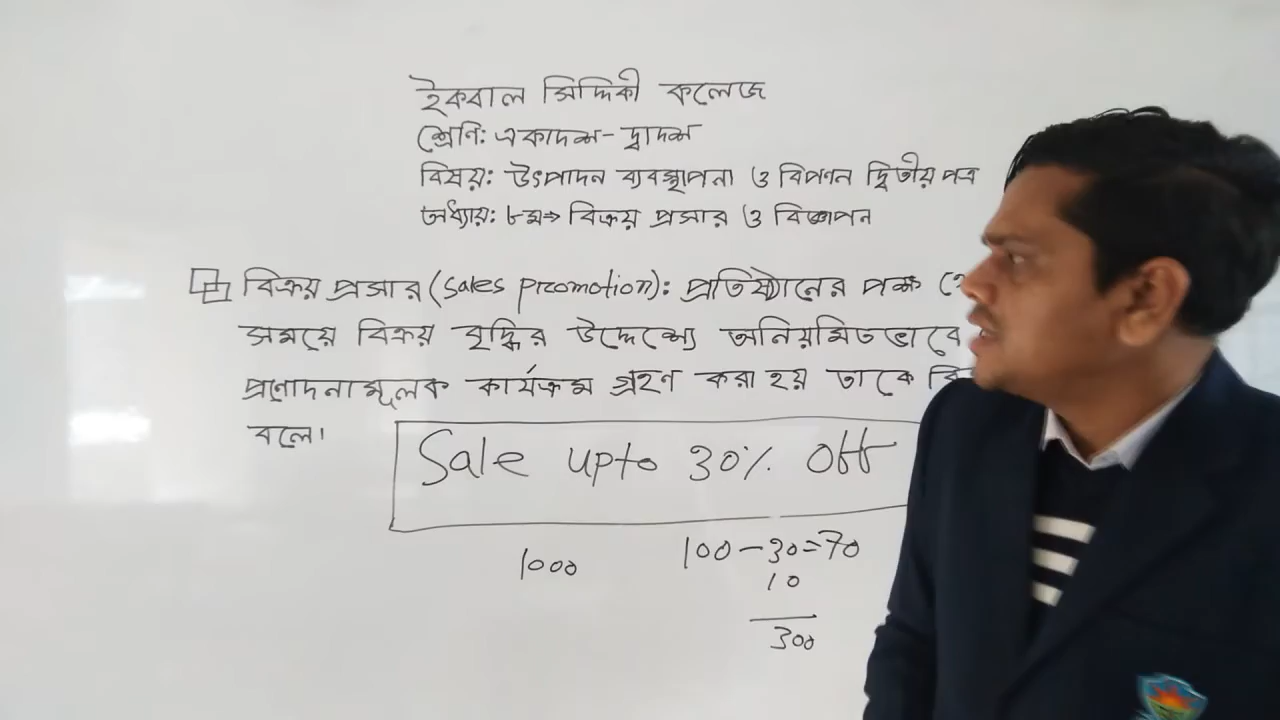 ইকবাল সিদ্দিকী কলেজ
শ্রেণি: একাদশ - দ্বাদশ
বিষয়: উৎপাদন ব্যবস্থাপনা ও বিপণন দ্বিতীয় পত্র
অধ্যায়: ৮ম⇒ বিক্রয় প্রসার ও বিজ্ঞাপন
বিক্রয় প্রসার (Sales promotion): প্রতিষ্ঠানের পক্ষ
সময়ে বিক্রয় বৃদ্ধির উদ্দেশ্যে অনিয়মিতভাবে
প্রণোদনামূলক কার্যক্রম গ্রহণ করা হয় তাকে
বলে।
Sale upto 30% Off
1000 100 - 30 = 70
10
300